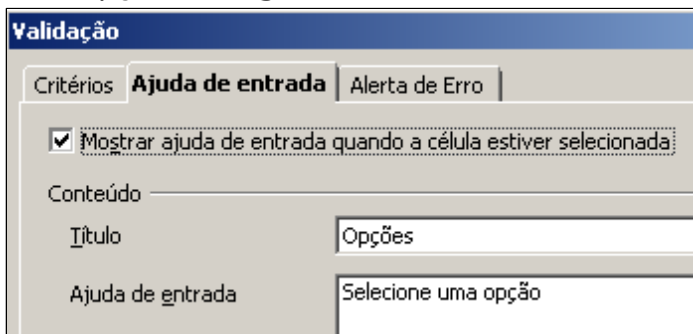 Validação
Critérios Ajuda de entrada Alerta de Erro
Mostrar ajuda de entrada quando a célula estiver selecionada
Conteúdo
Título Opções
Ajuda de entrada Selecione uma opção